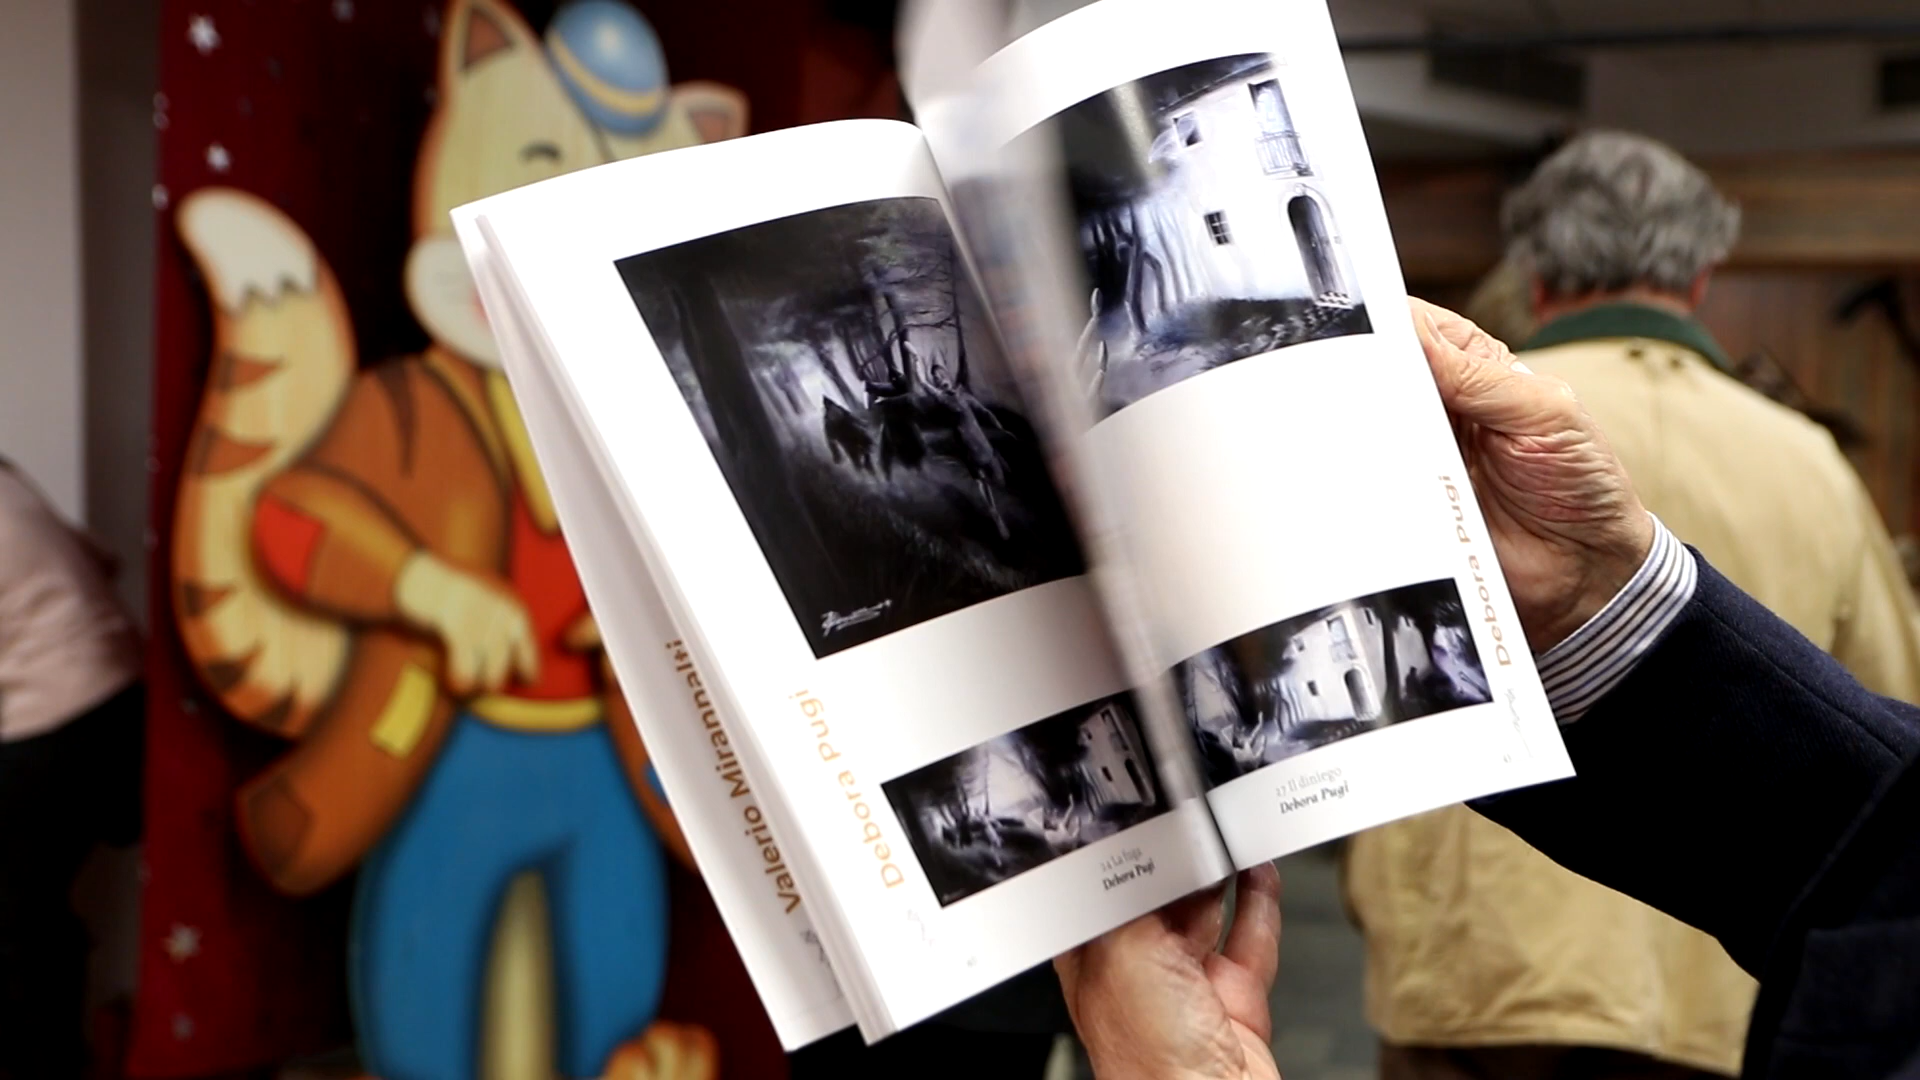 Valerio Mirannalti
Debora Pugi
14 La fuga
Debora Pugi
Debora Pugi
17 Il diniego
Debora Pugi